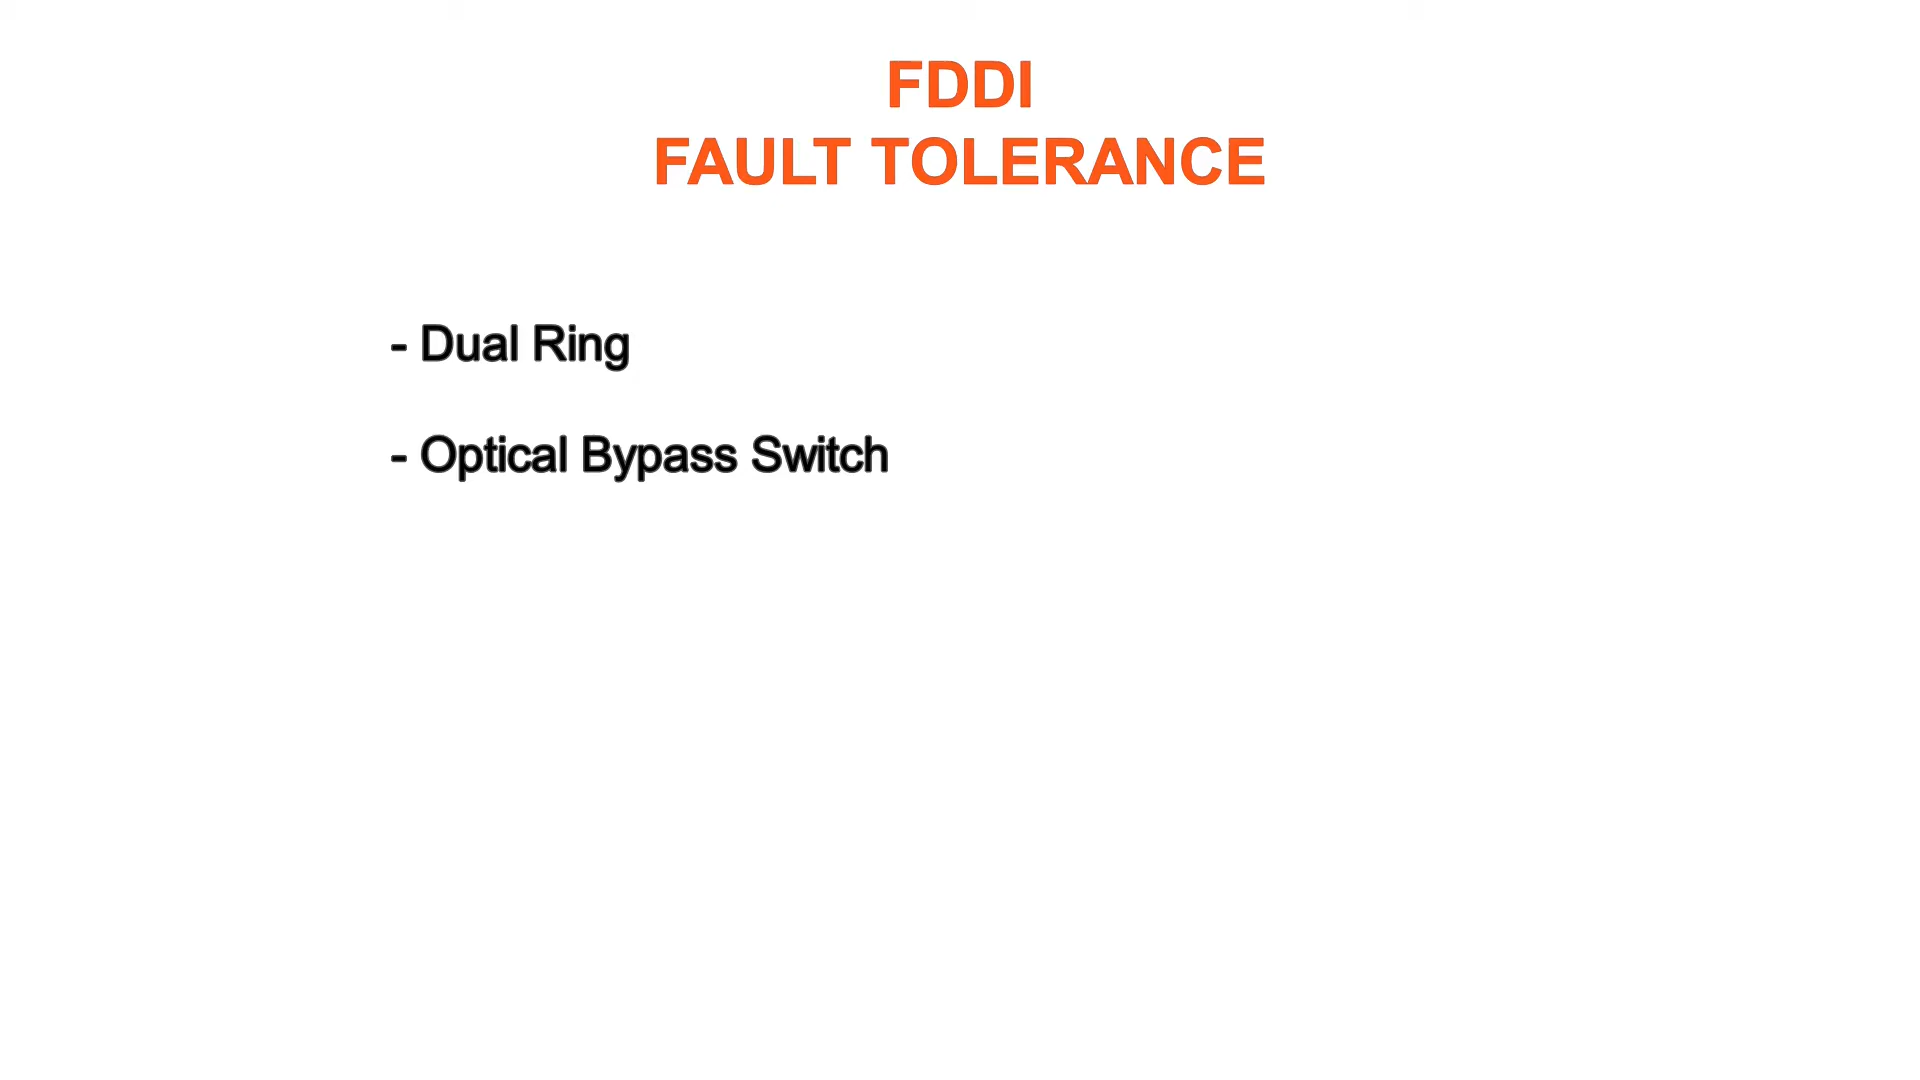 FDDI
FAULT TOLERANCE
- Dual Ring
- Optical Bypass Switch